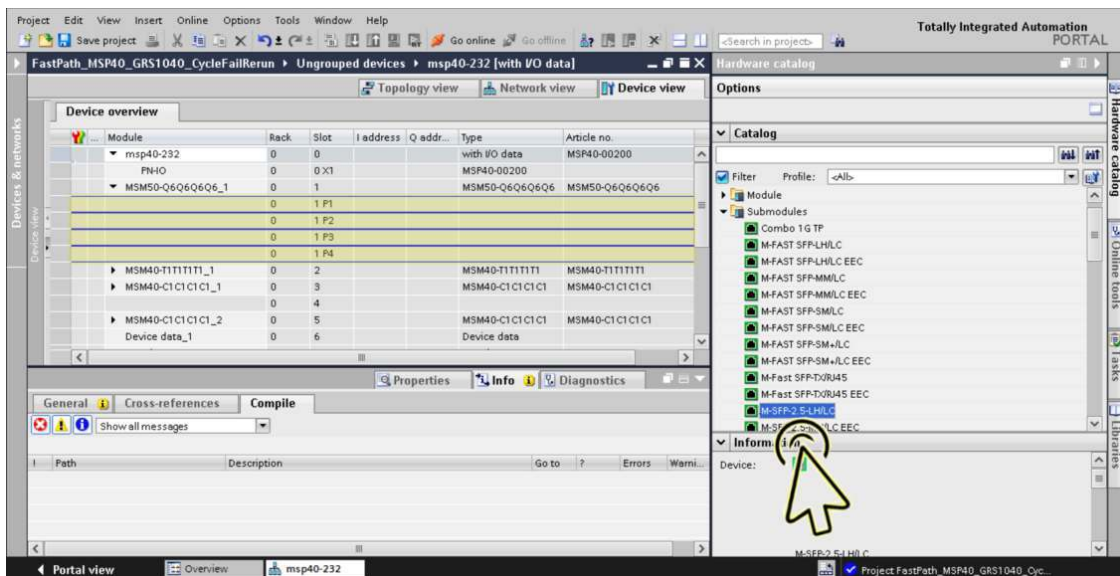 Project Edit View Insert Online Options Tools Window Help
Totally Integrated Automation
PORTAL
Save project Go online Go offline <Search in project>
FastPath_MSP40_GRS1040_CycleFailRerun Ungrouped devices msp40-232 [with I/O data]
Hardware catalog
Topology view Network view Device view
Options
Device overview
Catalog
... Module Rack Slot I address Q addr... Type Article no.
msp40-232 0 0 with I/O data MSP40-00200
PN-IO 0 0 X1 MSP40-00200
MSM50-Q6Q6Q6Q6_1 0 1 MSM50-Q6Q6Q6Q6 MSM50-Q6Q6Q6Q6
0 1 P1
0 1 P2
0 1 P3
0 1 P4
MSM40-T1T1T1T1_1 0 2 MSM40-T1T1T1T1 MSM40-T1T1T1T1
MSM40-C1C1C1C1_1 0 3 MSM40-C1C1C1C1 MSM40-C1C1C1C1
0 4
MSM40-C1C1C1C1_2 0 5 MSM40-C1C1C1C1 MSM40-C1C1C1C1
Device data_1 0 6 Device data
Filter Profile: <All>
Module
Submodules
Combo 1G TP
M-FAST SFP-LH/LC
M-FAST SFP-LH/LC EEC
M-FAST SFP-MM/LC
M-FAST SFP-MM/LC EEC
M-FAST SFP-SM/LC
M-FAST SFP-SM/LC EEC
M-FAST SFP-SM+/LC
M-FAST SFP-SM+/LC EEC
M-Fast SFP-TX/RJ45
M-Fast SFP-TX/RJ45 EEC
M-SFP-2.5-LH/LC
Properties Info Diagnostics
General Cross-references Compile
Show all messages
! Path Description Go to ? Errors Warni...
Device:
M-SFP-2.5-LH/LC
Devices & networks
Device view
Hardware catalog
Online tools
Tasks
Libraries
Portal view Overview msp40-232 Project FastPath_MSP40_GRS1040_Cyc...